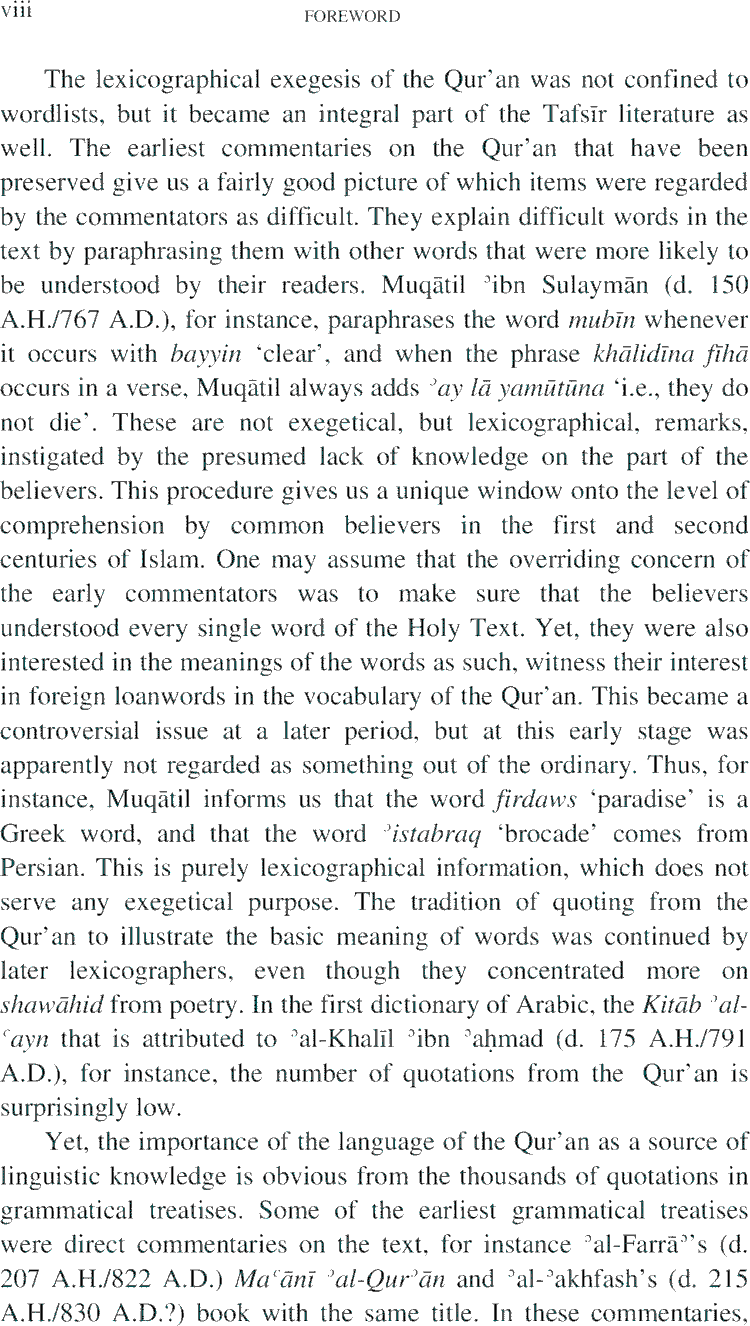 viii
FOREWORD
The lexicographical exegesis of the Qur’an was not confined to
wordlists, but it became an integral part of the Tafsīr literature as
well. The earliest commentaries on the Qur’an that have been
preserved give us a fairly good picture of which items were regarded
by the commentators as difficult. They explain difficult words in the
text by paraphrasing them with other words that were more likely to
be understood by their readers. Muqātil ʾibn Sulaymān (d. 150
A.H./767 A.D.), for instance, paraphrases the word mubīn whenever
it occurs with bayyin ‘clear’, and when the phrase khālidīna fīhā
occurs in a verse, Muqātil always adds ʾay lā yamūtūna ‘i.e., they do
not die’. These are not exegetical, but lexicographical, remarks,
instigated by the presumed lack of knowledge on the part of the
believers. This procedure gives us a unique window onto the level of
comprehension by common believers in the first and second
centuries of Islam. One may assume that the overriding concern of
the early commentators was to make sure that the believers
understood every single word of the Holy Text. Yet, they were also
interested in the meanings of the words as such, witness their interest
in foreign loanwords in the vocabulary of the Qur’an. This became a
controversial issue at a later period, but at this early stage was
apparently not regarded as something out of the ordinary. Thus, for
instance, Muqātil informs us that the word firdaws ‘paradise’ is a
Greek word, and that the word ʾistabraq ‘brocade’ comes from
Persian. This is purely lexicographical information, which does not
serve any exegetical purpose. The tradition of quoting from the
Qur’an to illustrate the basic meaning of words was continued by
later lexicographers, even though they concentrated more on
shawāhid from poetry. In the first dictionary of Arabic, the Kitāb ʾal-
ʿayn that is attributed to ʾal-Khalīl ʾibn ʾaḥmad (d. 175 A.H./791
A.D.), for instance, the number of quotations from the Qur’an is
surprisingly low.
Yet, the importance of the language of the Qur’an as a source of
linguistic knowledge is obvious from the thousands of quotations in
grammatical treatises. Some of the earliest grammatical treatises
were direct commentaries on the text, for instance ʾal-Farrāʾ’s (d.
207 A.H./822 A.D.) Maʿānī ʾal-Qurʾān and ʾal-ʾakhfash’s (d. 215
A.H./830 A.D.?) book with the same title. In these commentaries,